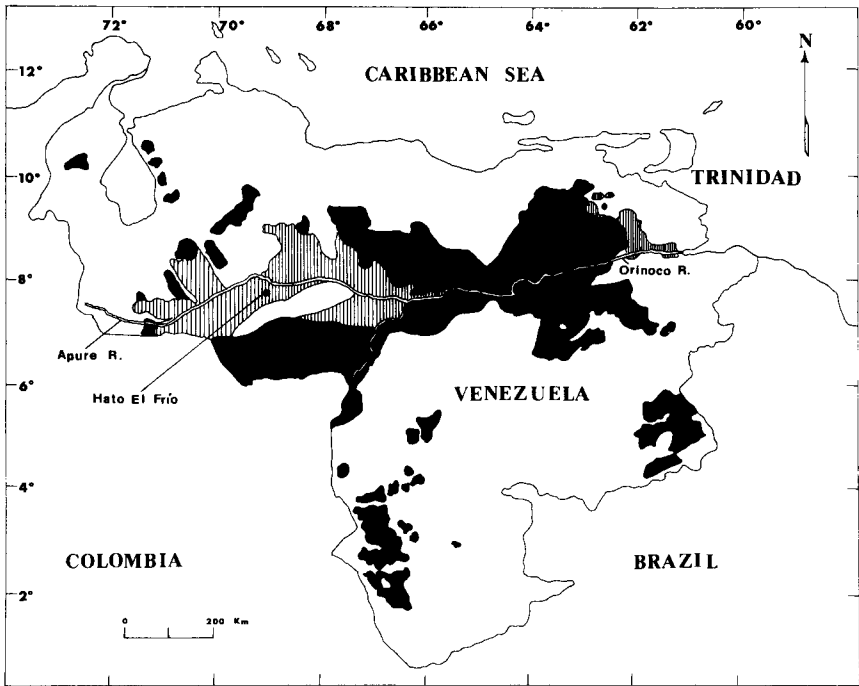 72° 70° 68° 66° 64° 62° 60°
N
12°
CARIBBEAN SEA
10°
TRINIDAD
8°
Orinoco R.
Apure R.
6°
Hato El Frío
VENEZUELA
4°
COLOMBIA
BRAZIL
2°
0 200 Km